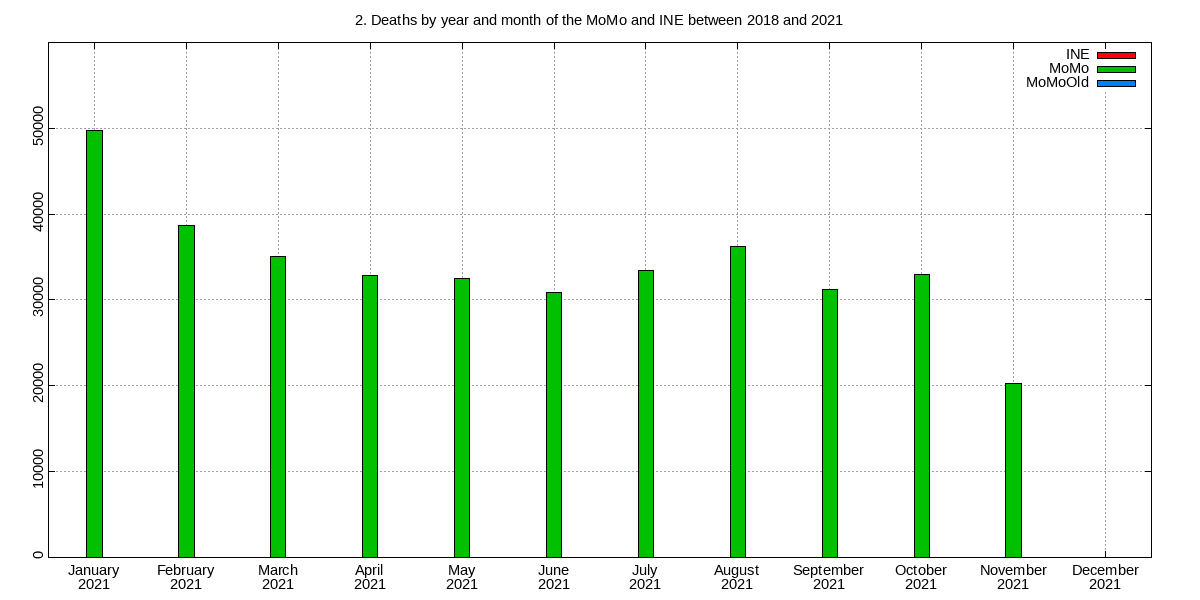 2. Deaths by year and month of the MoMo and INE between 2018 and 2021
INE
MoMo
MoMoOld
50000
40000
30000
20000
10000
0
January February March April May June July August September October November December
2021 2021 2021 2021 2021 2021 2021 2021 2021 2021 2021 2021